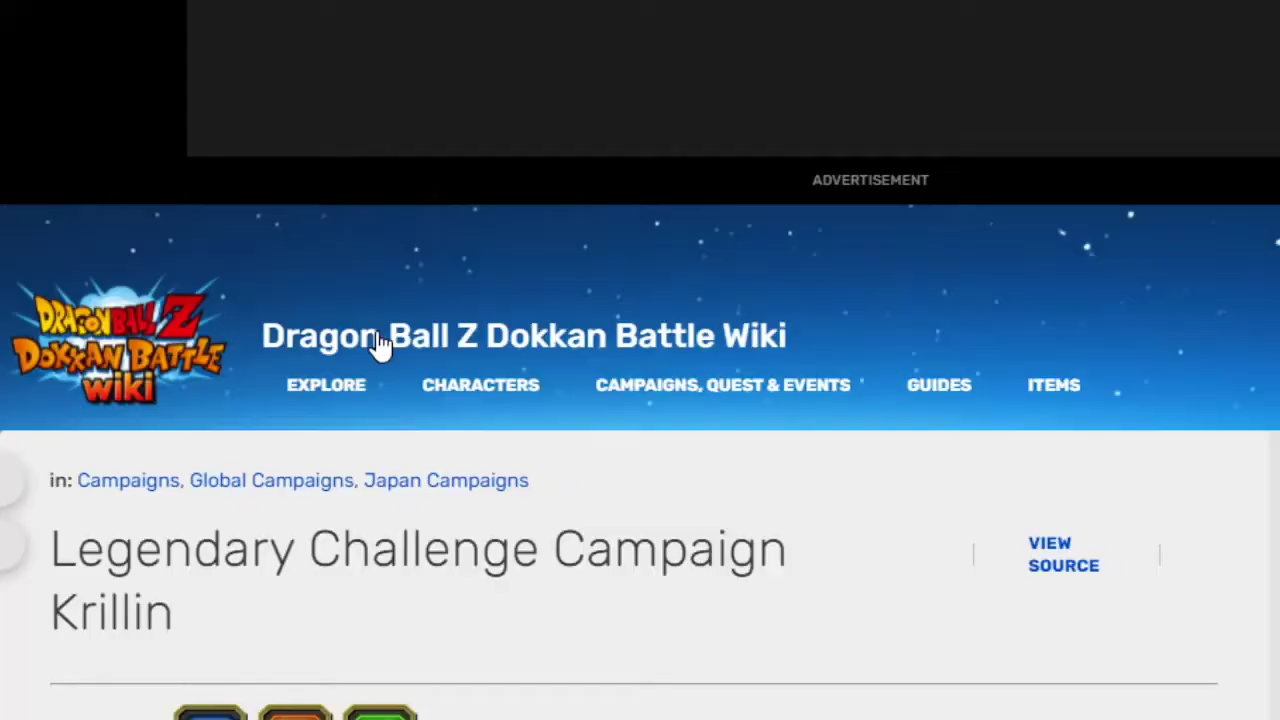 ADVERTISEMENT
DRAGON BALL Z
DOKKAN BATTLE
wiki
Dragon Ball Z Dokkan Battle Wiki
EXPLORE CHARACTERS CAMPAIGNS, QUEST & EVENTS GUIDES ITEMS
in: Campaigns, Global Campaigns, Japan Campaigns
Legendary Challenge Campaign
Krillin
VIEW
SOURCE